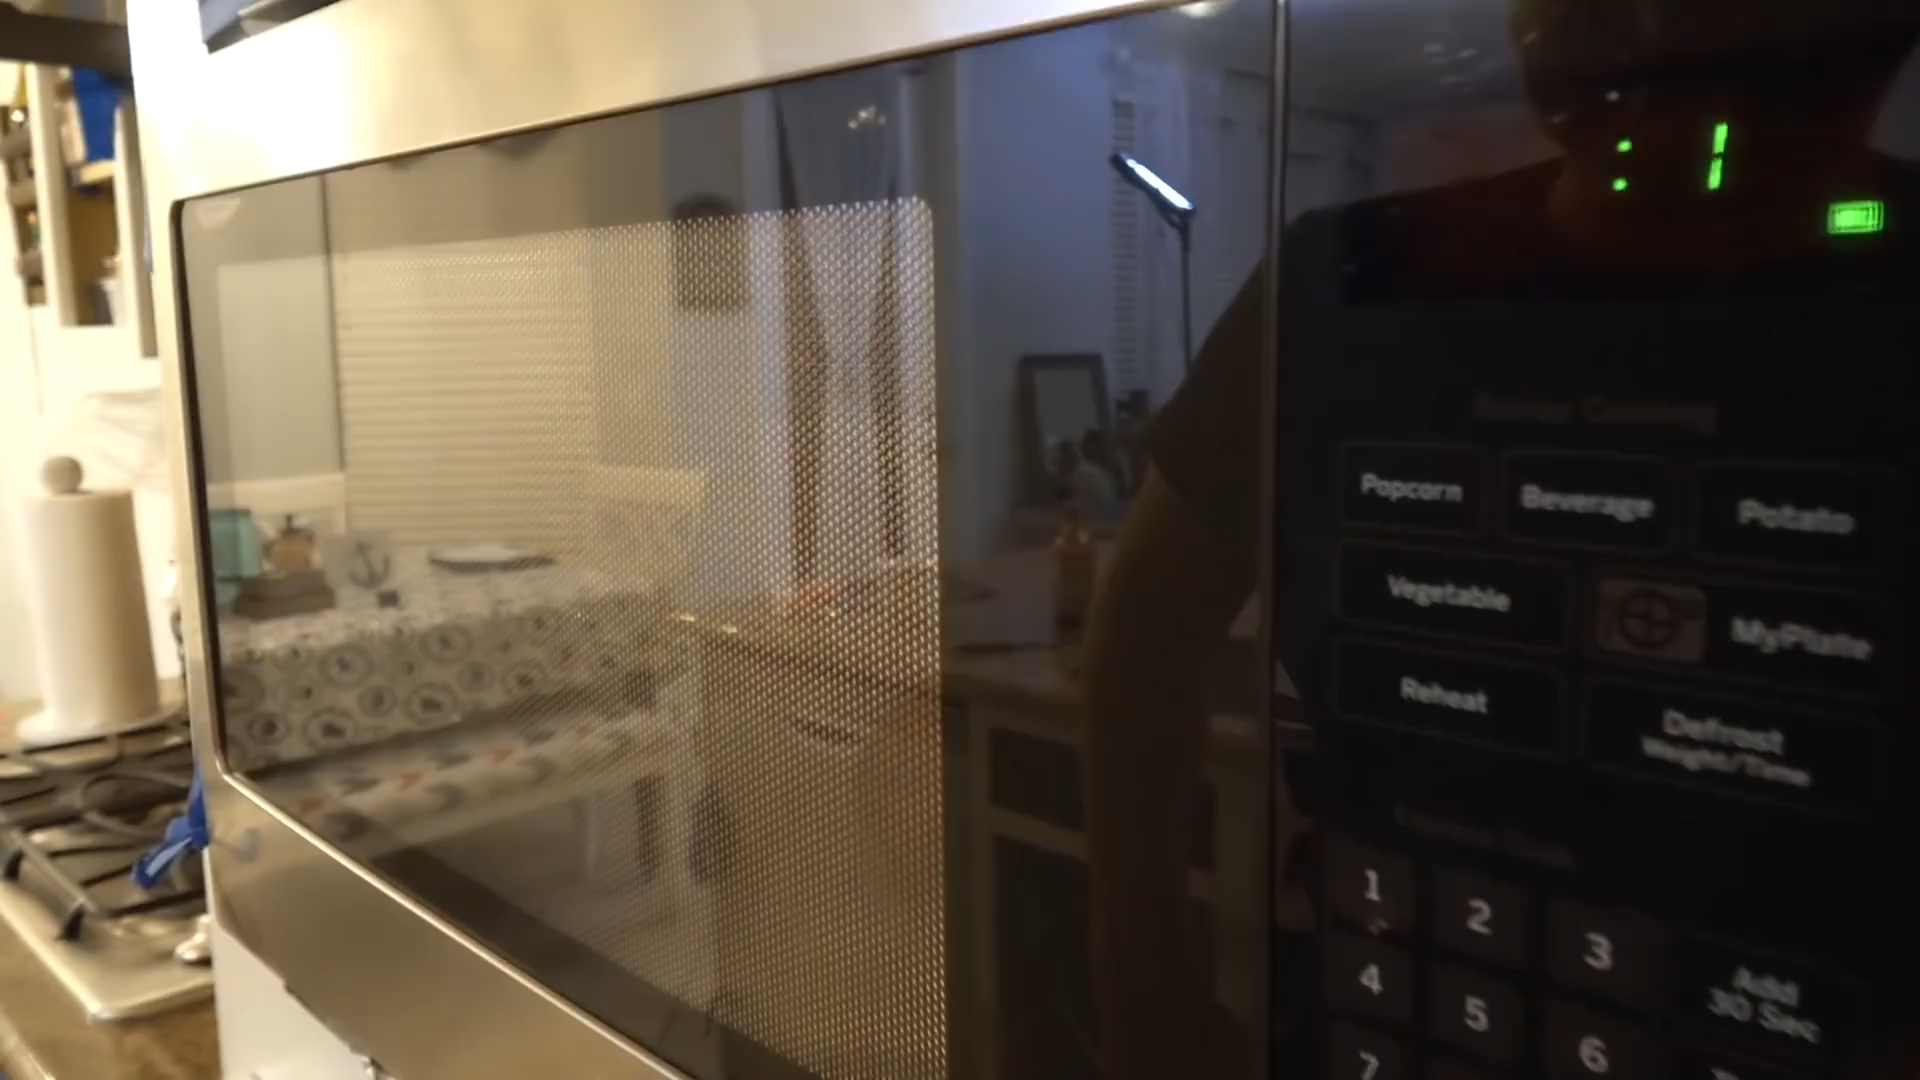 : 1
Popcorn Beverage Potato
Vegetable MyPlate
Reheat Defrost
Weight/Time
1 2 3
Add
30 Sec
4 5 6
7